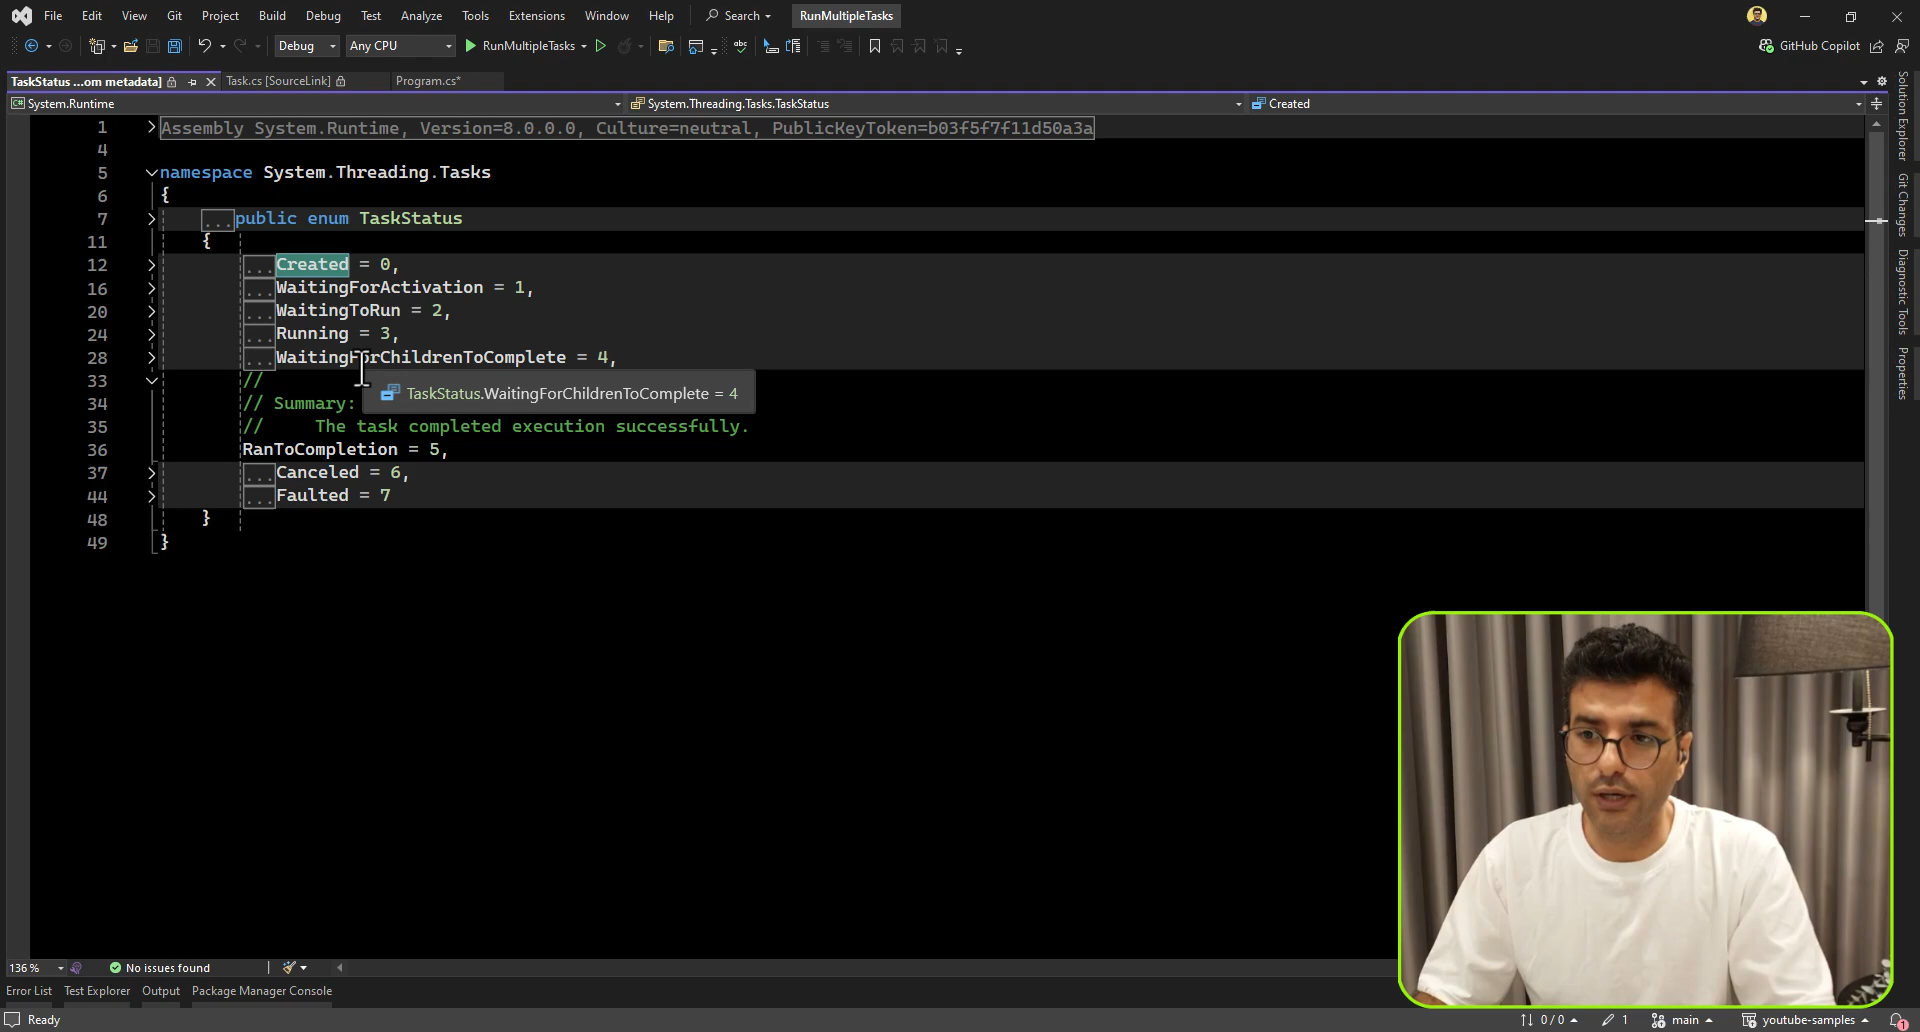 File Edit View Git Project Build Debug Test Analyze Tools Extensions Window Help Search RunMultipleTasks
Debug Any CPU RunMultipleTasks abc GitHub Copilot
TaskStatus ...om metadata] Task.cs [SourceLink] Program.cs*
System.Runtime System.Threading.Tasks.TaskStatus Created
1 Assembly System.Runtime, Version=8.0.0.0, Culture=neutral, PublicKeyToken=b03f5f7f11d50a3a
4
5 namespace System.Threading.Tasks
6 {
7 ...public enum TaskStatus
11 {
12 ...Created = 0,
16 ...WaitingForActivation = 1,
20 ...WaitingToRun = 2,
24 ...Running = 3,
28 ...WaitingForChildrenToComplete = 4,
33 //
TaskStatus.WaitingForChildrenToComplete = 4
34 // Summary:
35 // The task completed execution successfully.
36 RanToCompletion = 5,
37 ...Canceled = 6,
44 ...Faulted = 7
48 }
49 }
Solution Explorer
Git Changes
Diagnostic Tools
Properties
136 % No issues found
Error List Test Explorer Output Package Manager Console
Ready 0 / 0 1 main youtube-samples 1